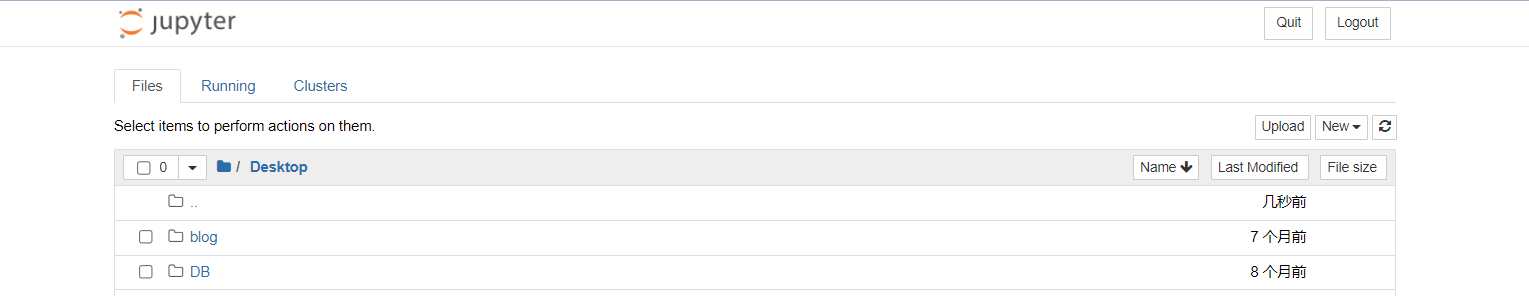 jupyter Quit Logout
Files Running Clusters
Select items to perform actions on them. Upload New
0 / Desktop Name Last Modified File size
.. 几秒前
blog 7 个月前
DB 8 个月前